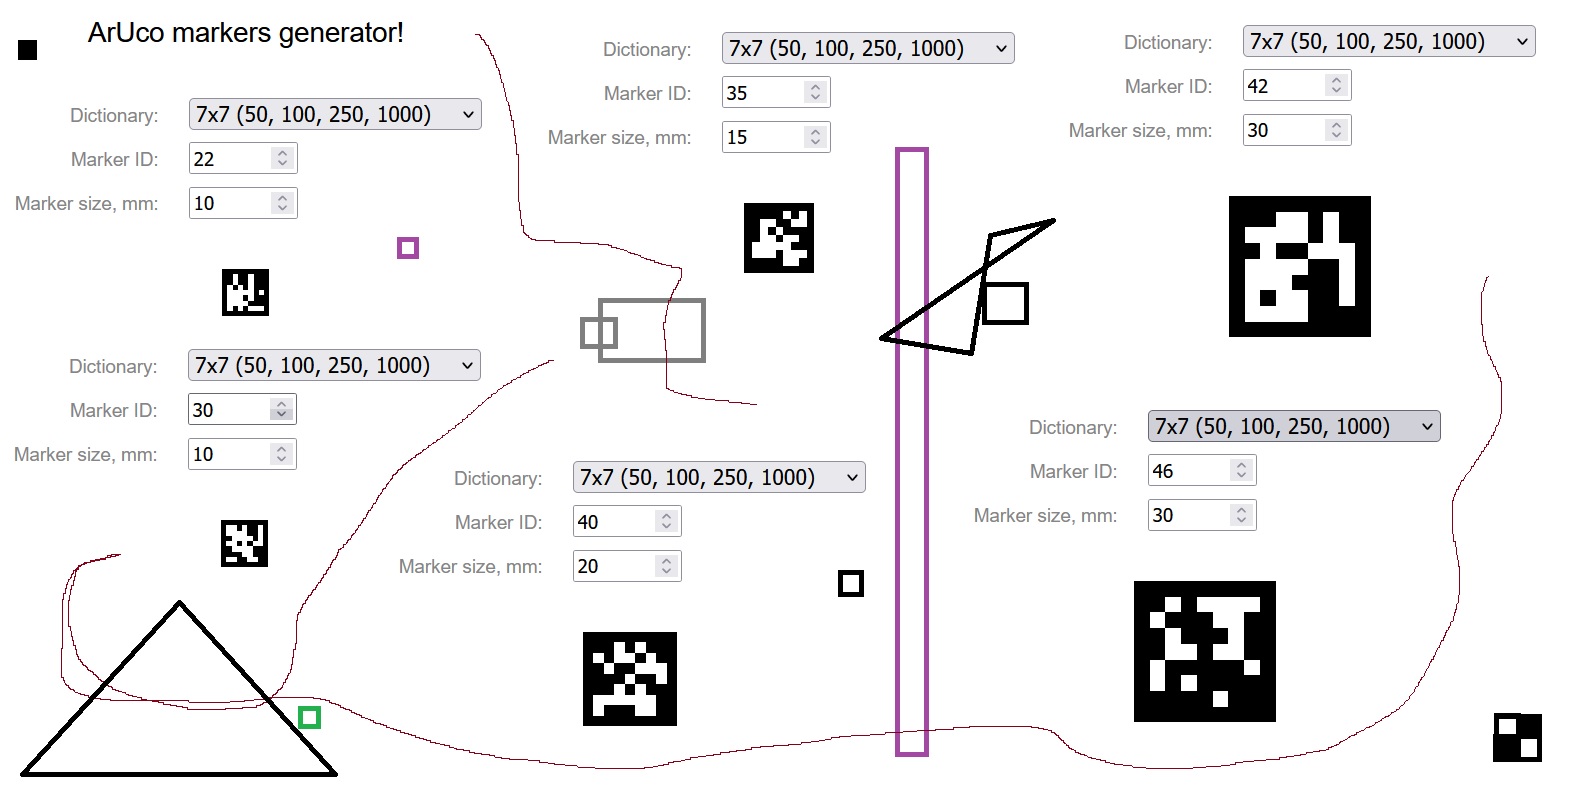 ArUco markers generator!
Dictionary: 7x7 (50, 100, 250, 1000)
Marker ID: 22
Marker size, mm: 10
Dictionary: 7x7 (50, 100, 250, 1000)
Marker ID: 30
Marker size, mm: 10
Dictionary: 7x7 (50, 100, 250, 1000)
Marker ID: 35
Marker size, mm: 15
Dictionary: 7x7 (50, 100, 250, 1000)
Marker ID: 40
Marker size, mm: 20
Dictionary: 7x7 (50, 100, 250, 1000)
Marker ID: 42
Marker size, mm: 30
Dictionary: 7x7 (50, 100, 250, 1000)
Marker ID: 46
Marker size, mm: 30